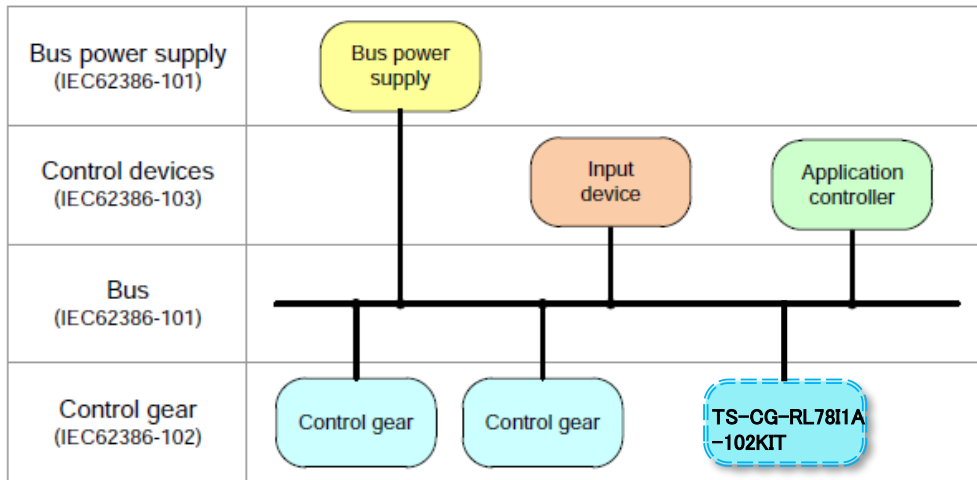 Bus power supply
(IEC62386-101)
Bus power
supply
Control devices
(IEC62386-103)
Input
device
Application
controller
Bus
(IEC62386-101)
Control gear
(IEC62386-102)
Control gear
Control gear
TS-CG-RL78I1A
-102KIT